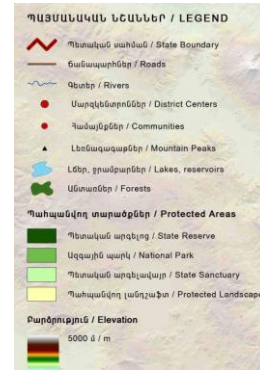 ՊԱՅՄԱՆԱԿԱՆ ՆՇԱՆՆԵՐ / LEGEND
Պետական սահման / State Boundary
Ճանապարհներ / Roads
Գետեր / Rivers
Մարզկենտրոններ / District Centers
Համայնքներ / Communities
Լեռնագագաթներ / Mountain Peaks
Լճեր, ջրամբարներ / Lakes, reservoirs
Անտառներ / Forests
Պահպանվող տարածքներ / Protected Areas
Պետական արգելոց / State Reserve
Ազգային պարկ / National Park
Պետական արգելավայր / State Sanctuary
Պահպանվող լանդշաֆտ / Protected Landscape
Բարձրություն / Elevation
5000 մ / m